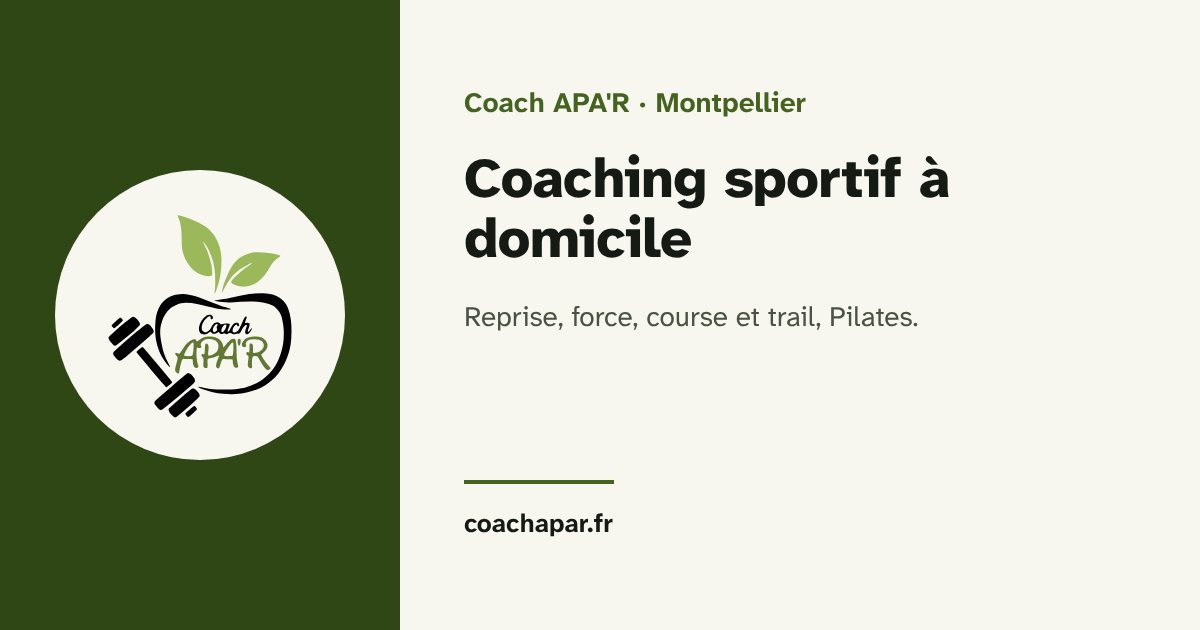 Coach
APA'R
Coach APA'R · Montpellier
Coaching sportif à
domicile
Reprise, force, course et trail, Pilates.
coachapar.fr